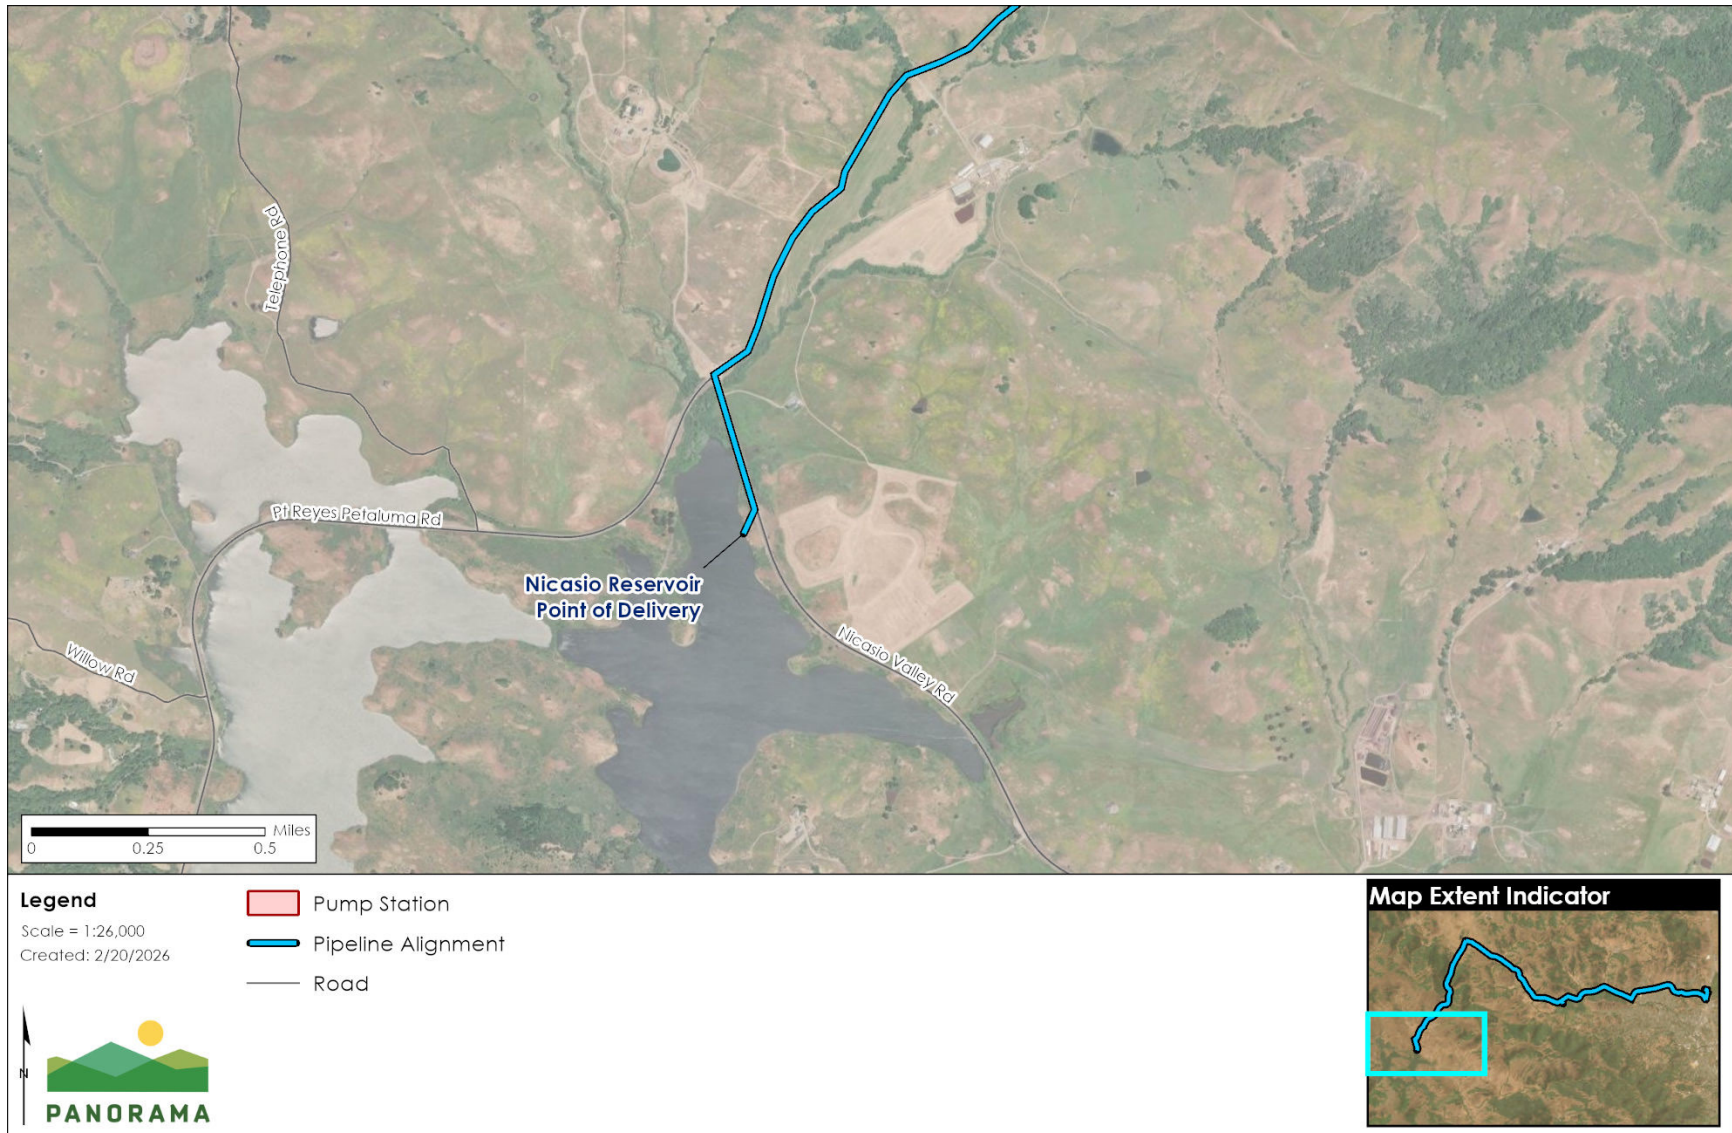 Telephone Rd
Pt Reyes Petaluma Rd
Nicasio Reservoir
Point of Delivery
Nicasio Valley Rd
Willow Rd
Miles
0 0.25 0.5
Legend
Scale = 1:26,000
Created: 2/20/2026
Pump Station
Pipeline Alignment
Road
N
PANORAMA
Map Extent Indicator